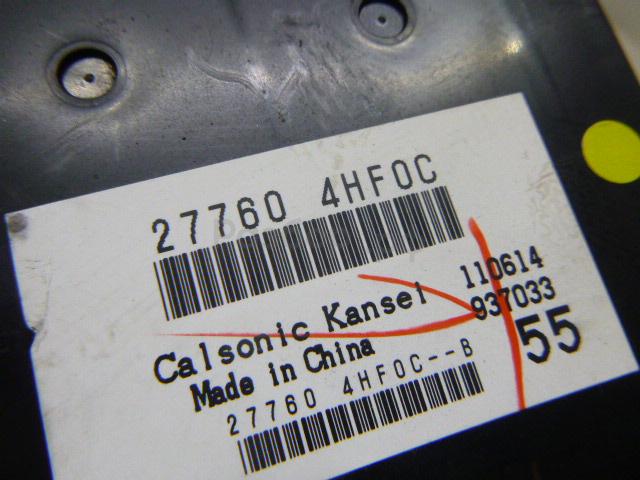 27760 4HF0C
Calsonic Kansei 110614
Made in China 937033
55
27760 4HF0C--B